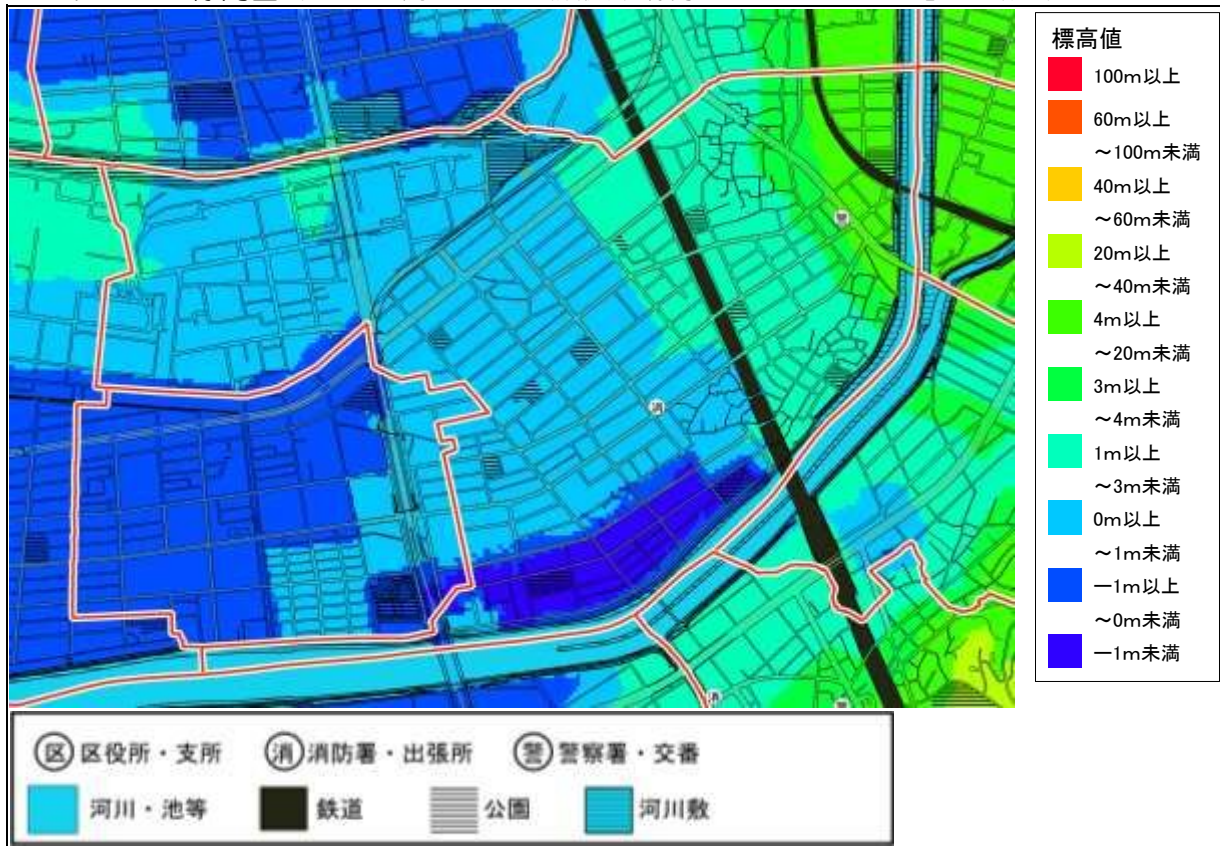 標高値
100m以上
60m以上
～100m未満
40m以上
～60m未満
20m以上
～40m未満
4m以上
～20m未満
3m以上
～4m未満
1m以上
～3m未満
0m以上
～1m未満
－1m以上
～0m未満
－1m未満
消
消
区 区役所・支所 消 消防署・出張所 警 警察署・交番
河川・池等 鉄道 公園 河川敷